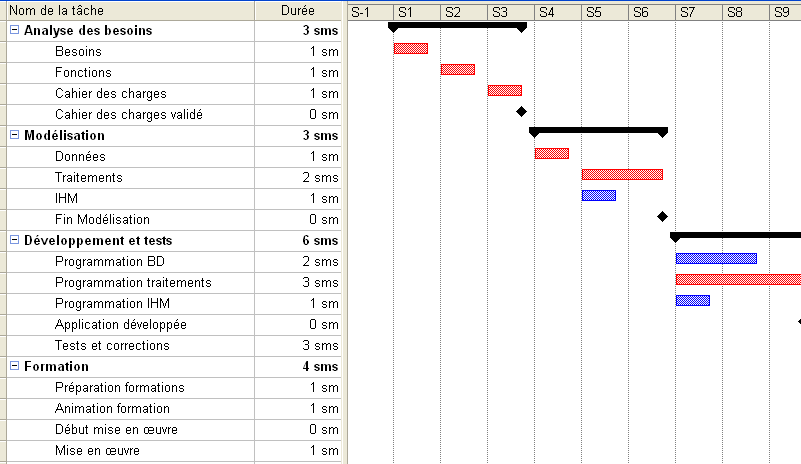 Nom de la tâche Durée S-1 S1 S2 S3 S4 S5 S6 S7 S8 S9
Analyse des besoins 3 sms
Besoins 1 sm
Fonctions 1 sm
Cahier des charges 1 sm
Cahier des charges validé 0 sm
Modélisation 3 sms
Données 1 sm
Traitements 2 sms
IHM 1 sm
Fin Modélisation 0 sm
Développement et tests 6 sms
Programmation BD 2 sms
Programmation traitements 3 sms
Programmation IHM 1 sm
Application développée 0 sm
Tests et corrections 3 sms
Formation 4 sms
Préparation formations 1 sm
Animation formation 1 sm
Début mise en œuvre 0 sm
Mise en œuvre 1 sm